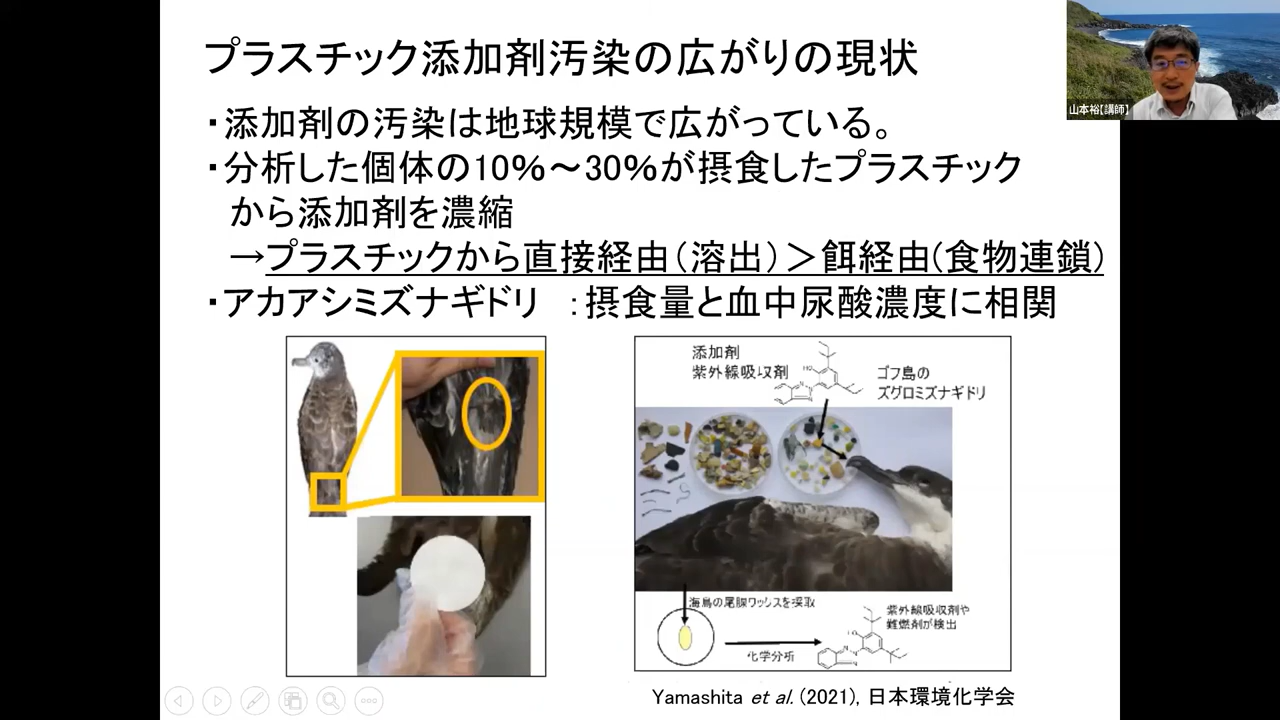 プラスチック添加剤汚染の広がりの現状
山本裕【講師】
・添加剤の汚染は地球規模で広がっている。
・分析した個体の10%～30%が摂食したプラスチック
から添加剤を濃縮
→プラスチックから直接経由（溶出）＞餌経由(食物連鎖)
・アカアシミズナギドリ ：摂食量と血中尿酸濃度に相関
添加剤
紫外線吸収剤
HO
ゴフ島の
ズグロミズナギドリ
海鳥の尾腺ワックスを採取
化学分析
紫外線吸収剤や
難燃剤が検出
Yamashita et al. (2021), 日本環境化学会